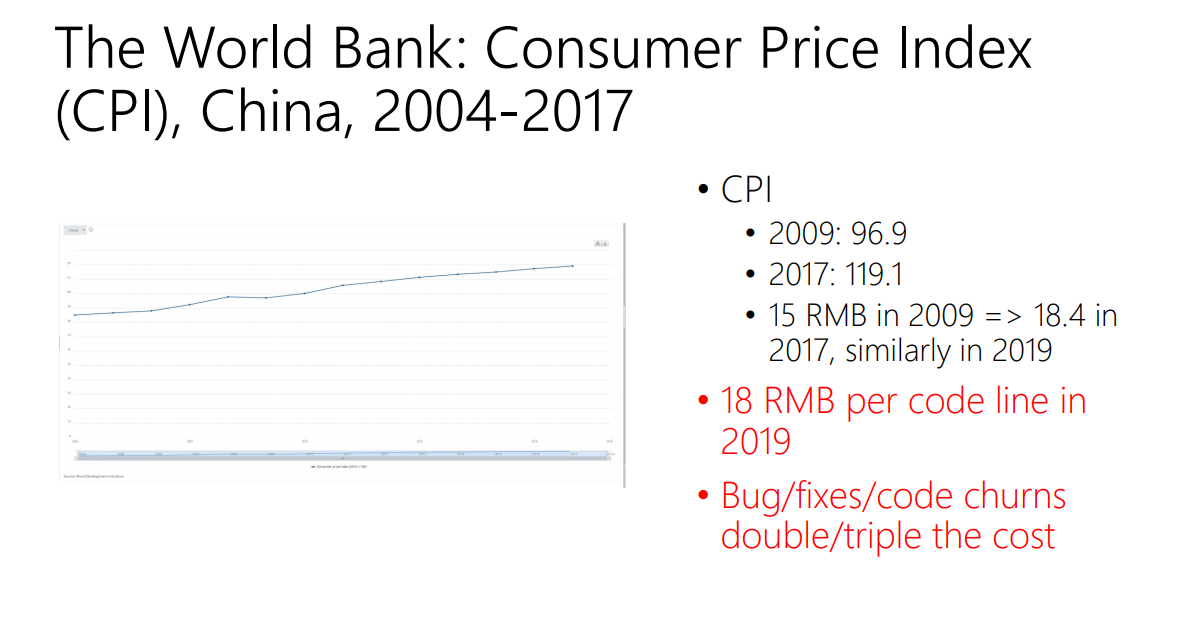 The World Bank: Consumer Price Index
(CPI), China, 2004-2017
• CPI
• 2009: 96.9
• 2017: 119.1
• 15 RMB in 2009 => 18.4 in
2017, similarly in 2019
• 18 RMB per code line in
2019
• Bug/fixes/code churns
double/triple the cost
China
Consumer price index (2010 = 100)
Source: World Development Indicators